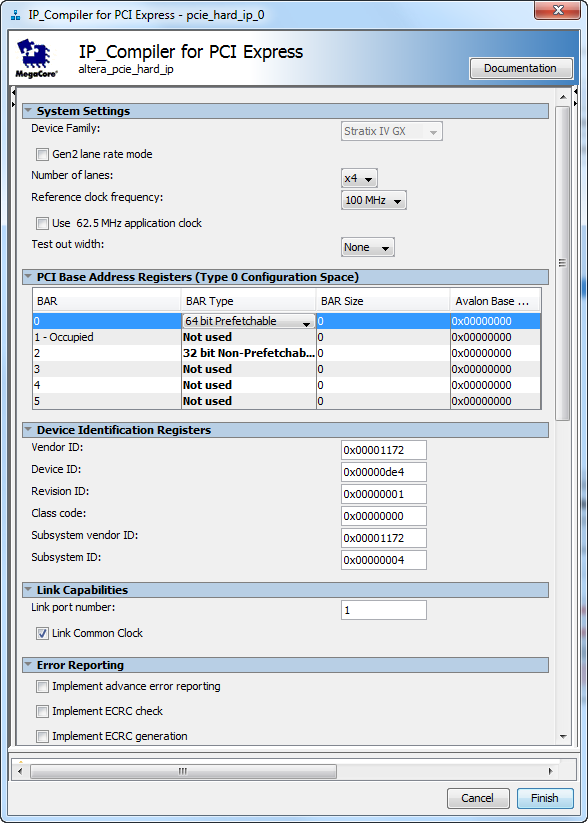 IP_Compiler for PCI Express - pcie_hard_ip_0
IP_Compiler for PCI Express
altera_pcie_hard_ip
MegaCore®
Documentation
System Settings
Device Family: Stratix IV GX
Gen2 lane rate mode
Number of lanes: x4
Reference clock frequency: 100 MHz
Use 62.5 MHz application clock
Test out width: None
PCI Base Address Registers (Type 0 Configuration Space)
BAR BAR Type BAR Size Avalon Base ...
0 64 bit Prefetchable 0 0x00000000
1 - Occupied Not used 0 0x00000000
2 32 bit Non-Prefetchab... 0 0x00000000
3 Not used 0 0x00000000
4 Not used 0 0x00000000
5 Not used 0 0x00000000
Device Identification Registers
Vendor ID: 0x00001172
Device ID: 0x00000de4
Revision ID: 0x00000001
Class code: 0x00000000
Subsystem vendor ID: 0x00001172
Subsystem ID: 0x00000004
Link Capabilities
Link port number: 1
Link Common Clock
Error Reporting
Implement advance error reporting
Implement ECRC check
Implement ECRC generation
Cancel Finish